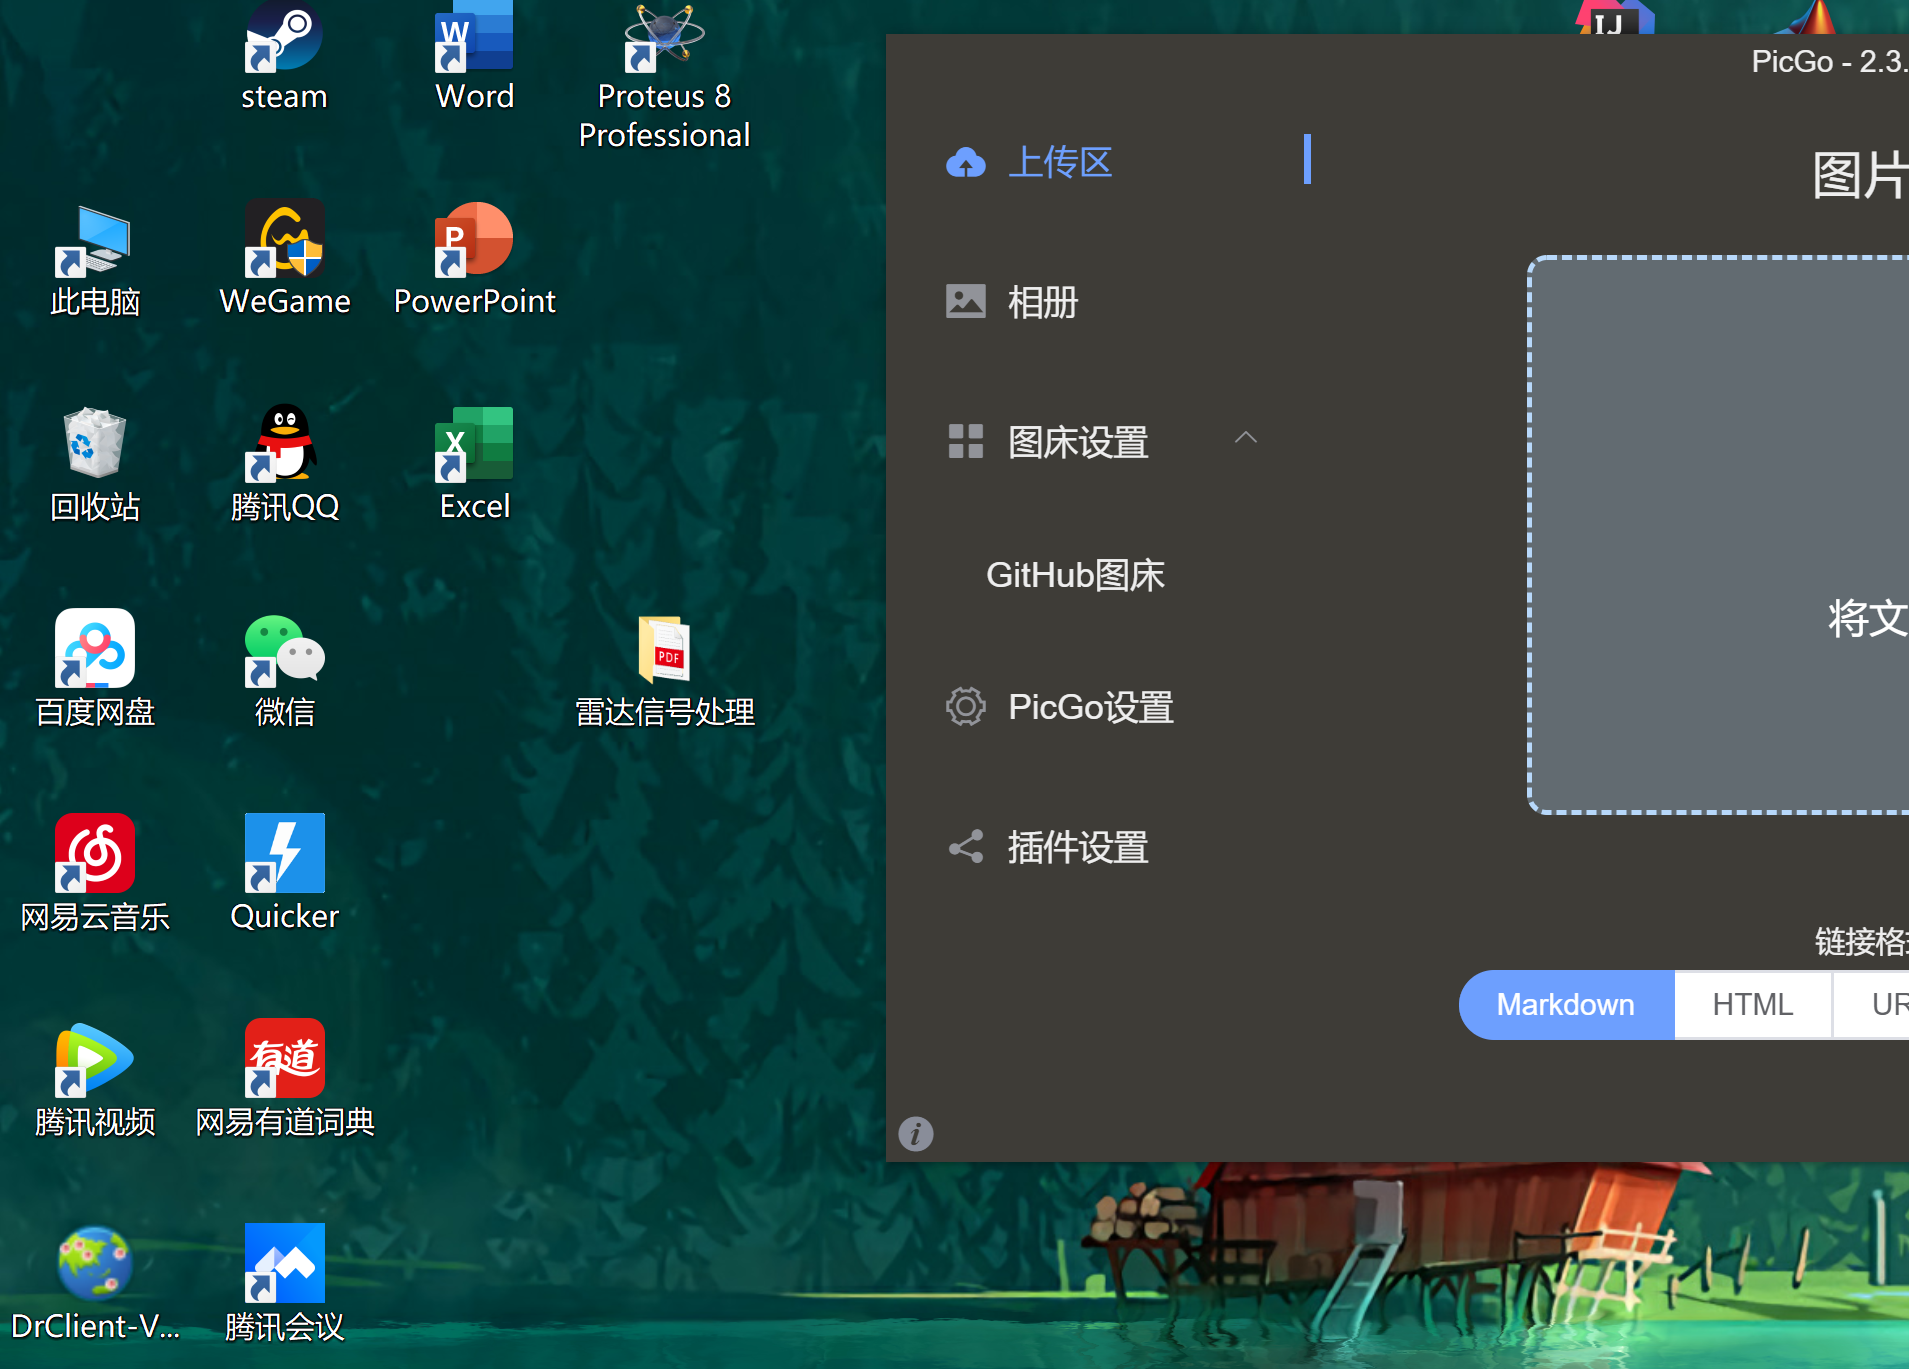 steam
Word
Proteus 8
Professional
此电脑
WeGame
PowerPoint
回收站
腾讯QQ
Excel
百度网盘
微信
雷达信号处理
PDF
网易云音乐
Quicker
腾讯视频
有道
网易有道词典
DrClient-V...
腾讯会议
IJ
PicGo - 2.3.
上传区
图片
相册
图床设置
GitHub图床
将文
PicGo设置
插件设置
链接格
Markdown
HTML
UR